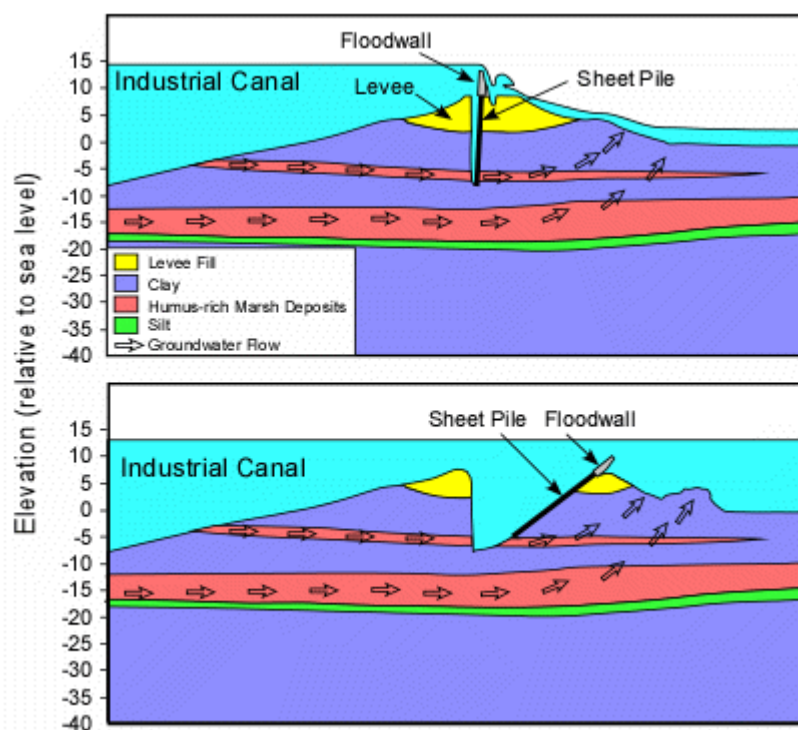 Elevation (relative to sea level)
15
10
5
0
-5
-10
-15
-20
-25
-30
-35
-40
Floodwall
Industrial Canal
Levee
Sheet Pile
Levee Fill
Clay
Humus-rich Marsh Deposits
Silt
Groundwater Flow
15
10
5
0
-5
-10
-15
-20
-25
-30
-35
-40
Sheet Pile Floodwall
Industrial Canal